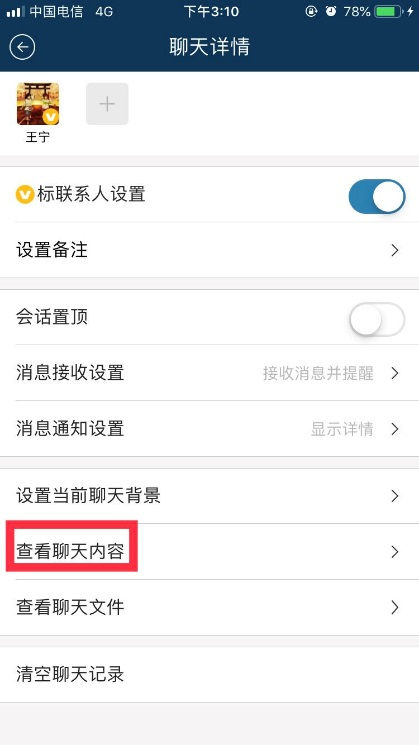 中国电信 4G 下午3:10 78%
聊天详情
王宁
标联系人设置
设置备注
会话置顶
消息接收设置 接收消息并提醒
消息通知设置 显示详情
设置当前聊天背景
查看聊天内容
查看聊天文件
清空聊天记录